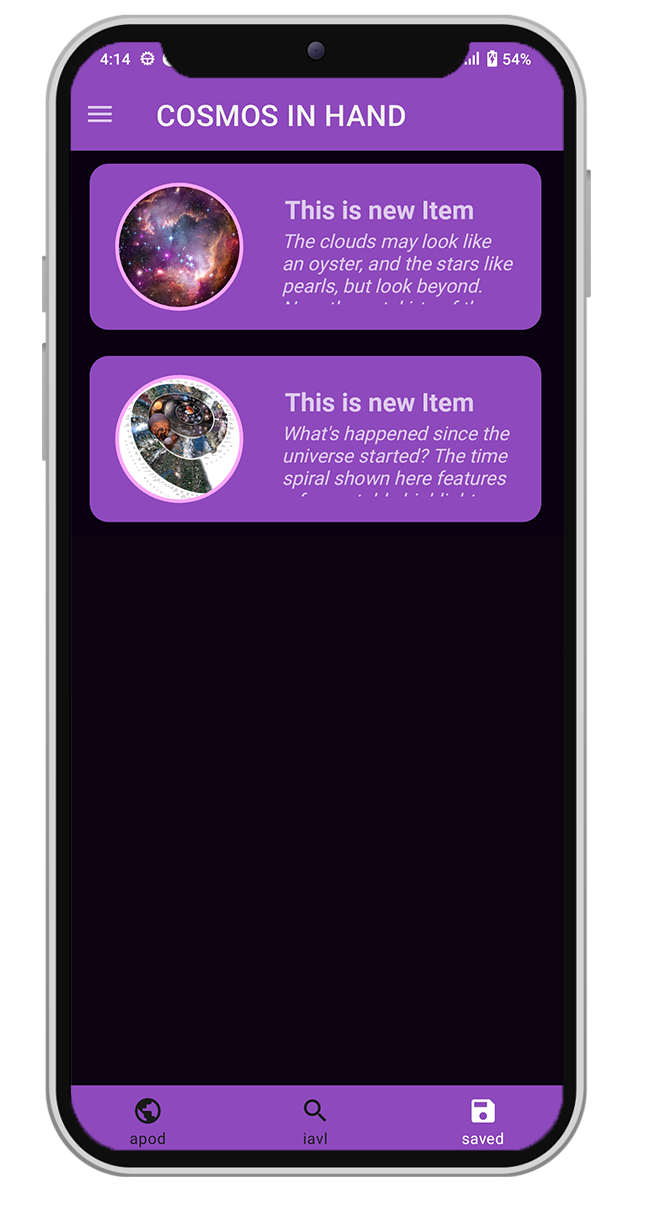 4:14
54%
COSMOS IN HAND
This is new Item
The clouds may look like
an oyster, and the stars like
pearls, but look beyond.
This is new Item
What's happened since the
universe started? The time
spiral shown here features
apod
iavl
saved